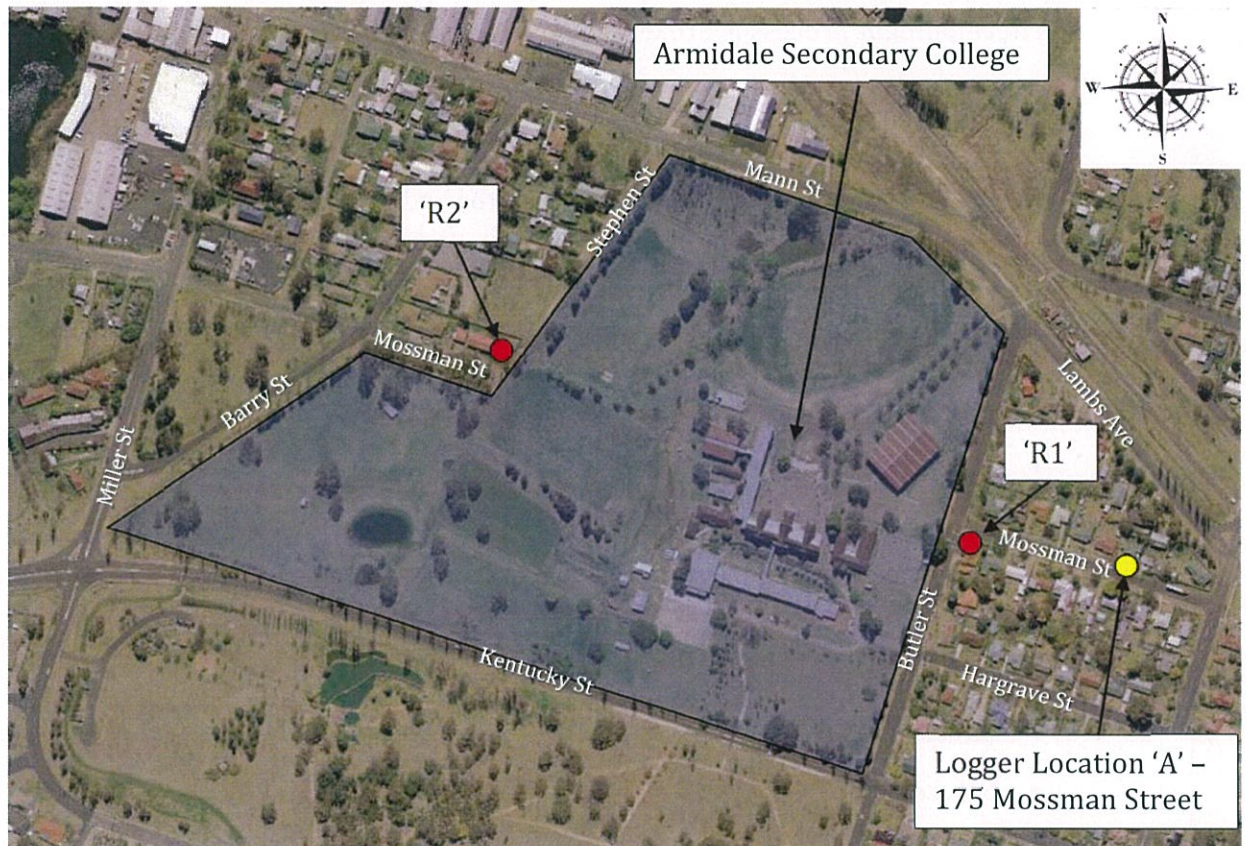 N
Armidale Secondary College
W
E
S
Mann St
'R2'
Stephen St
Mossman St
Barry St
Lambs Ave
Miller St
'R1'
Mossman St
Butler St
Kentucky St
Hargrave St
Logger Location 'A' –
175 Mossman Street